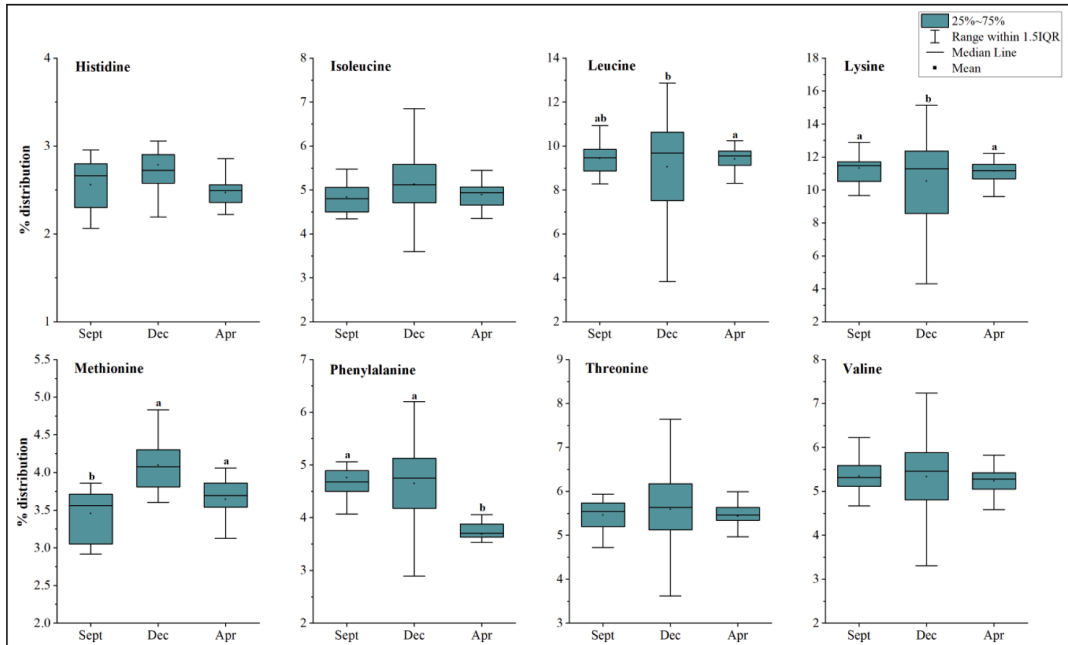 25%~75%
Range within 1.5IQR
Median Line
Mean
Histidine
Isoleucine
Leucine
Lysine
% distribution
4
3
2
1
Sept
Dec
Apr
8
7
6
5
4
3
2
Sept
Dec
Apr
14
12
10
8
6
4
2
ab
b
a
Sept
Dec
Apr
18
16
14
12
10
8
6
4
2
a
b
a
Sept
Dec
Apr
Methionine
Phenylalanine
Threonine
Valine
% distribution
5.5
5.0
4.5
4.0
3.5
3.0
2.5
2.0
b
a
a
Sept
Dec
Apr
7
6
5
4
3
2
a
a
b
Sept
Dec
Apr
9
8
7
6
5
4
3
Sept
Dec
Apr
8
7
6
5
4
3
2
Sept
Dec
Apr